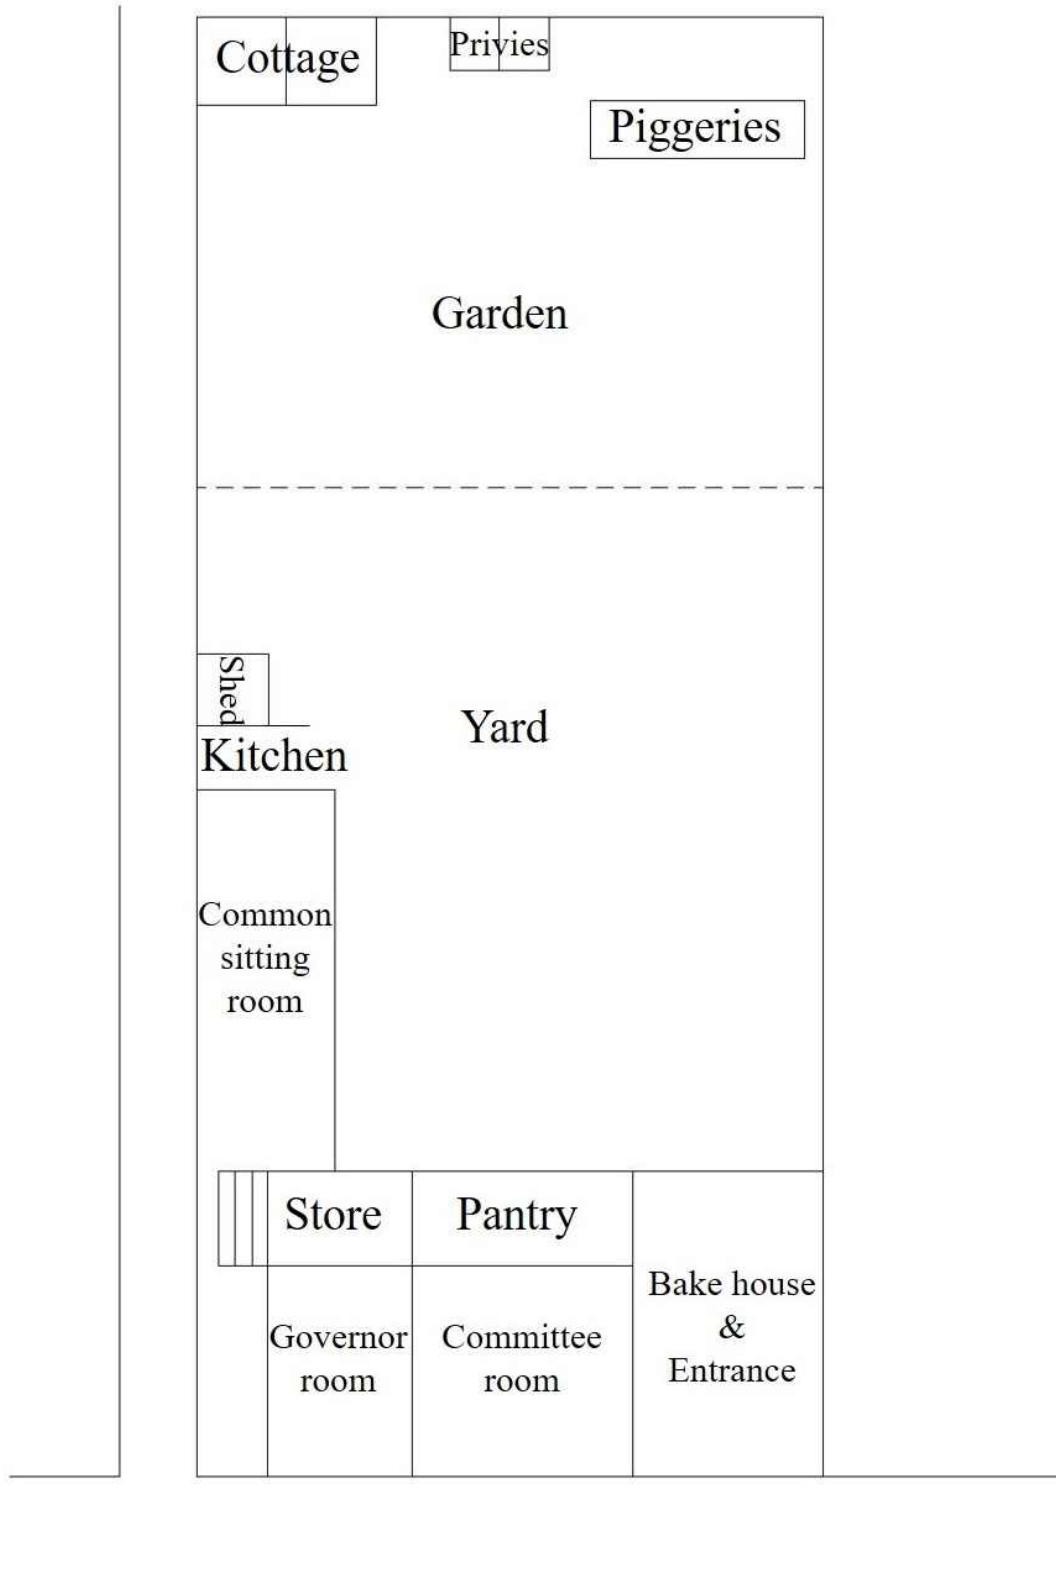 Cottage
Privies
Piggeries
Garden
Shed
Yard
Kitchen
Common
sitting
room
Store
Pantry
Bake house
&
Entrance
Governor
room
Committee
room